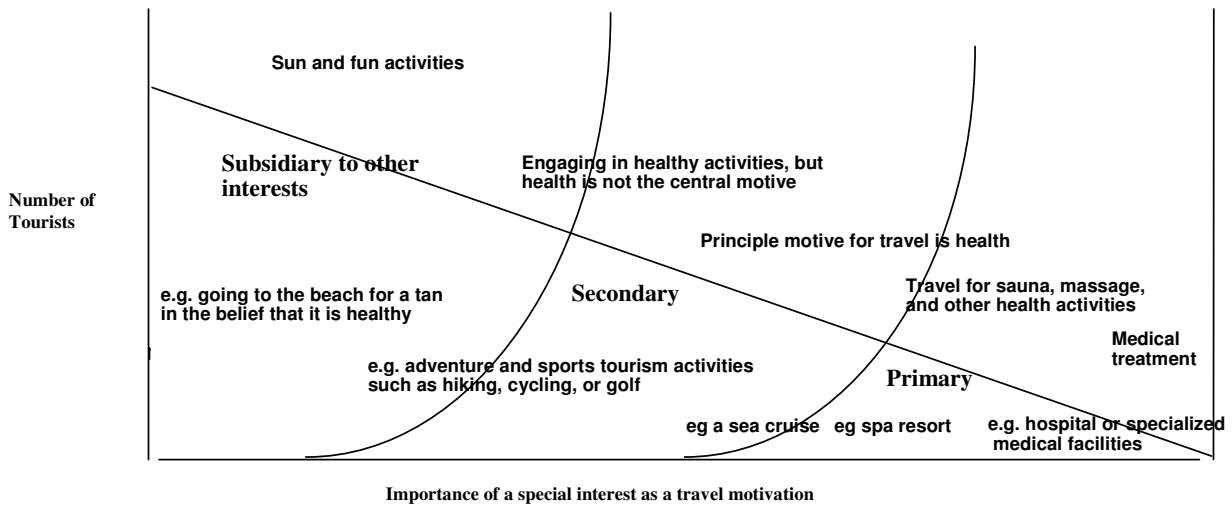 Sun and fun activities
Subsidiary to other
interests
Engaging in healthy activities, but
health is not the central motive
Number of
Tourists
Principle motive for travel is health
e.g. going to the beach for a tan
in the belief that it is healthy
Secondary
Travel for sauna, massage,
and other health activities
Medical
treatment
e.g. adventure and sports tourism activities
such as hiking, cycling, or golf
Primary
eg a sea cruise
eg spa resort
e.g. hospital or specialized
medical facilities
Importance of a special interest as a travel motivation